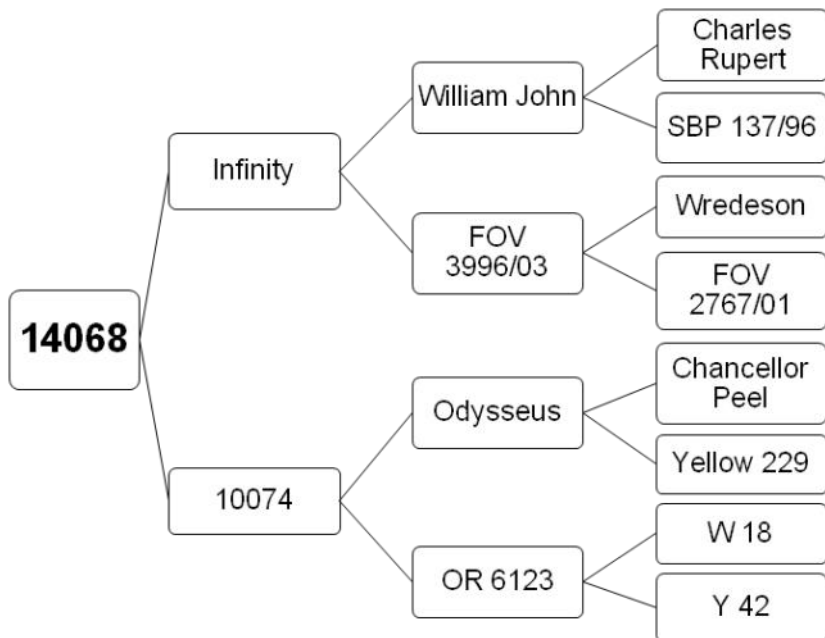 Charles
Rupert
William John
SBP 137/96
Infinity
Wredeson
FOV
3996/03
FOV
2767/01
14068
Chancellor
Peel
Odysseus
Yellow 229
10074
W 18
OR 6123
Y 42